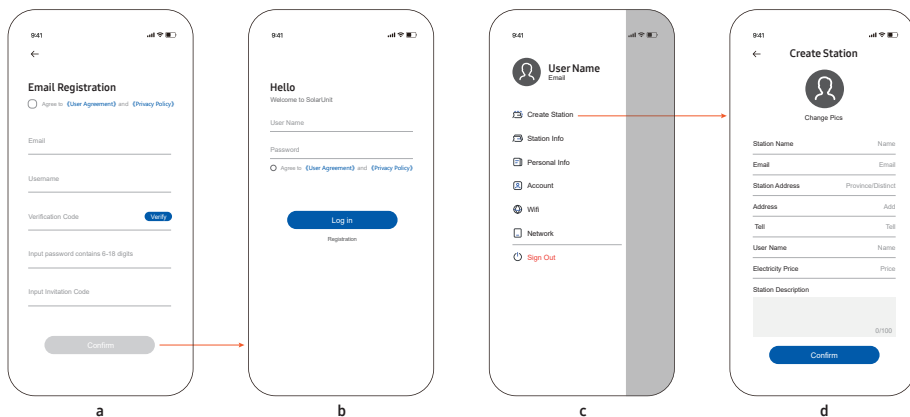 9:41
Email Registration
Agree to 《User Agreement》 and 《Privacy Policy》
Email
Username
Verification Code Verify
Input password contains 6-18 digits
Input Invitation Code
Confirm
a
9:41
Hello
Welcome to SolarUnit
User Name
Password
Agree to 《User Agreement》 and 《Privacy Policy》
Log in
Registration
b
9:41
User Name
Email
Create Station
Station Info
Personal Info
Account
Wifi
Network
Sign Out
c
9:41
Create Station
Change Pics
Station Name Name
Email Email
Station Address Province/Distinct
Address Add
Tell Tell
User Name Name
Electricity Price Price
Station Description
0/100
Confirm
d